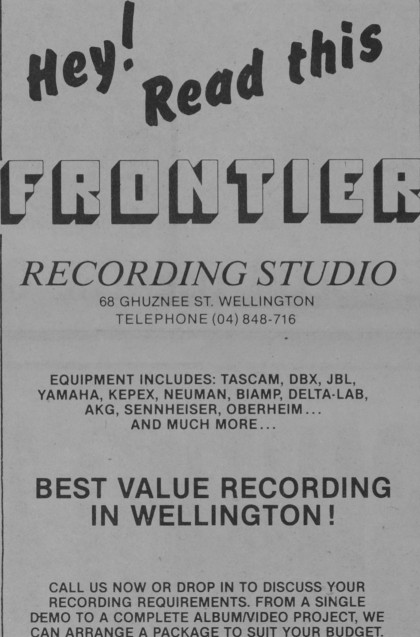 Hey!
Read this
FRONTIER
RECORDING STUDIO
68 GHUZNEE ST. WELLINGTON
TELEPHONE (04) 848-716
EQUIPMENT INCLUDES: TASCAM, DBX, JBL,
YAMAHA, KEPEX, NEUMAN, BIAMP, DELTA-LAB,
AKG, SENNHEISER, OBERHEIM...
AND MUCH MORE...
BEST VALUE RECORDING
IN WELLINGTON!
CALL US NOW OR DROP IN TO DISCUSS YOUR
RECORDING REQUIREMENTS. FROM A SINGLE
DEMO TO A COMPLETE ALBUM/VIDEO PROJECT, WE
CAN ARRANGE A PACKAGE TO SUIT YOUR BUDGET.